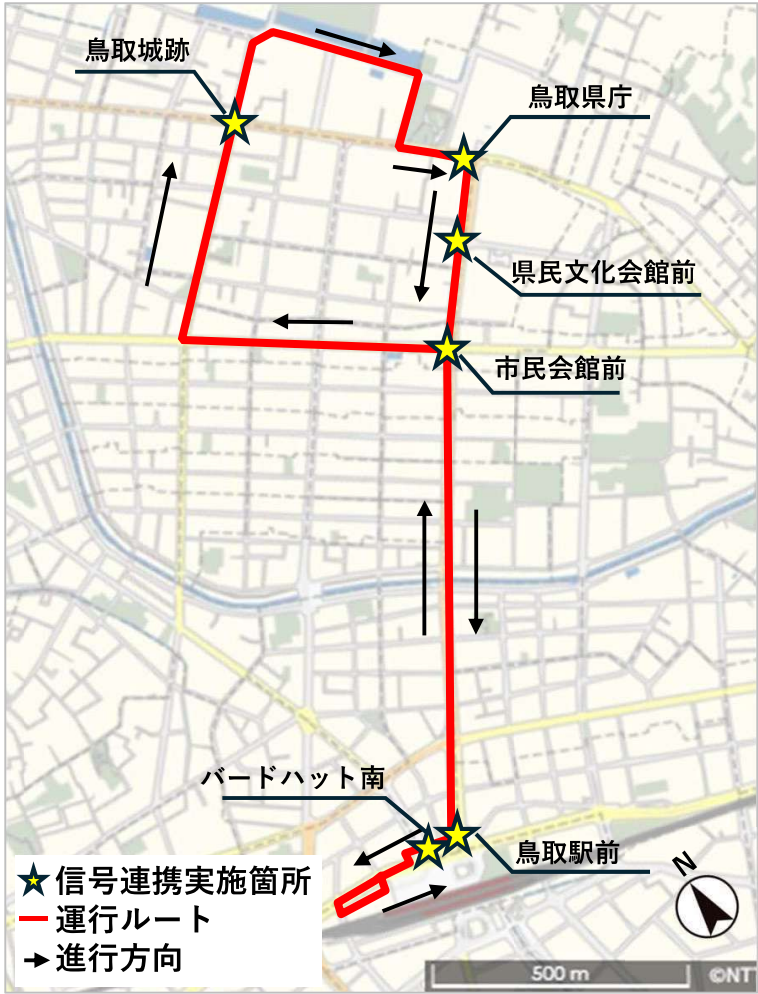 鳥取城跡
鳥取県庁
県民文化会館前
市民会館前
バードハット南
鳥取駅前
信号連携実施箇所
運行ルート
進行方向
N
500 m
©NTT